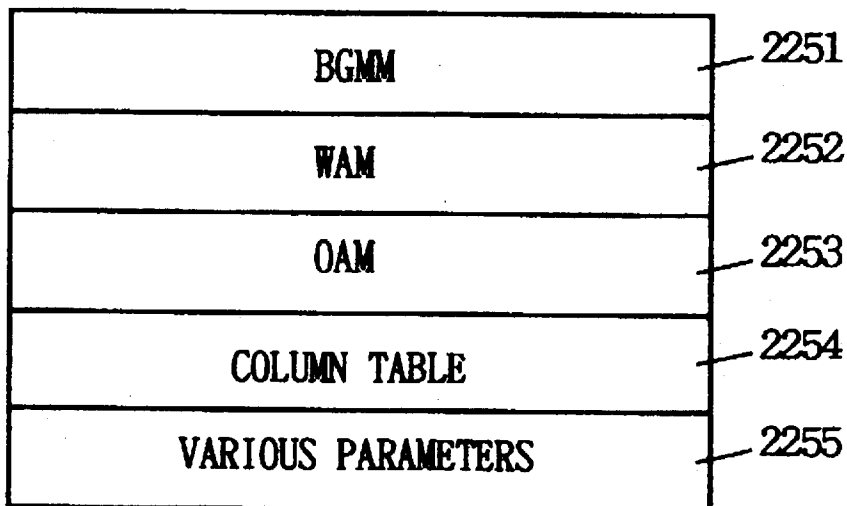 BGMM 2251
WAM 2252
OAM 2253
COLUMN TABLE 2254
VARIOUS PARAMETERS 2255